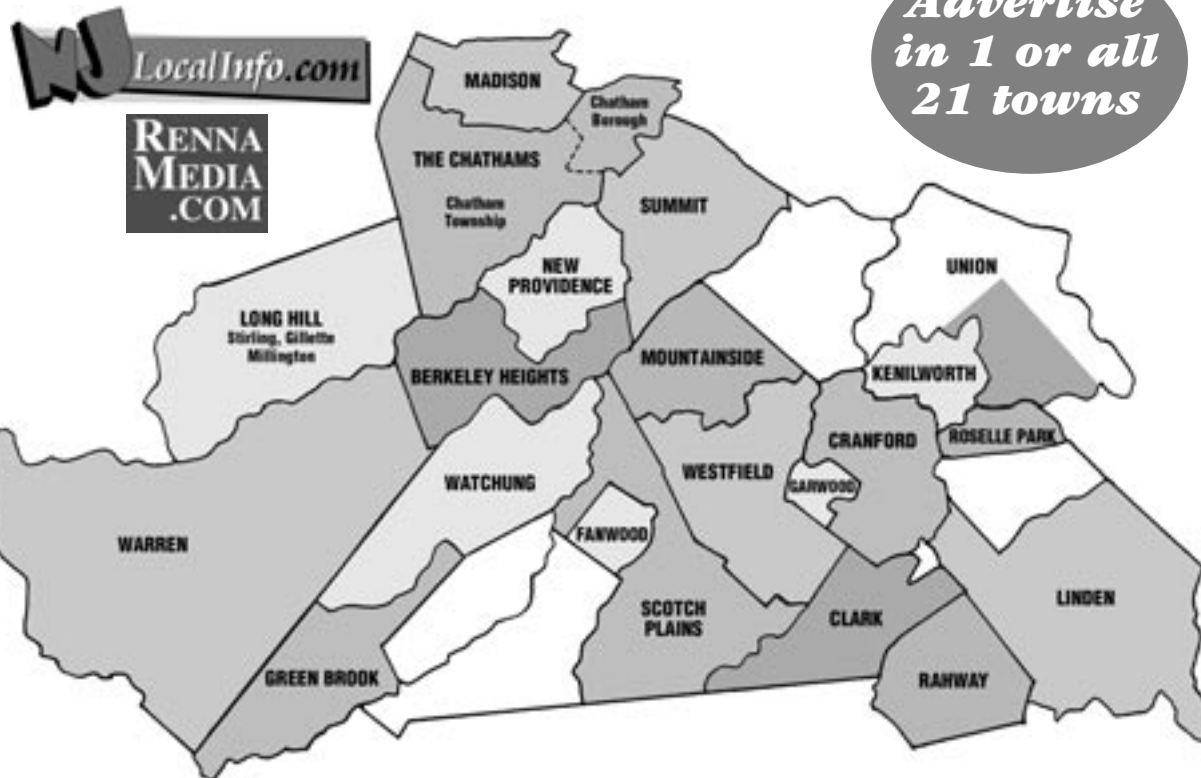 NJ LocalInfo.com
RENNA
MEDIA
.COM
Advertise
in 1 or all
21 towns
MADISON
Chatham
Borough
THE CHATHAMS
Chatham
Township
SUMMIT
NEW
PROVIDENCE
UNION
LONG HILL
Stirling, Gillette
Millington
BERKELEY HEIGHTS
MOUNTAINSIDE
KENILWORTH
CRANFORD
ROSELLE PARK
WATCHUNG
WESTFIELD
GARWOOD
WARREN
FANWOOD
SCOTCH
PLAINS
CLARK
LINDEN
GREEN BROOK
RAHWAY